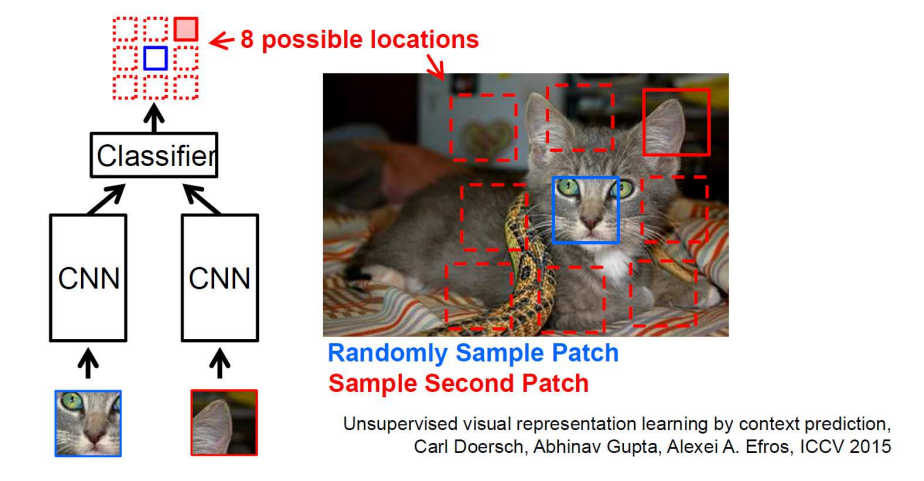 8 possible locations
Classifier
CNN
CNN
Randomly Sample Patch
Sample Second Patch
Unsupervised visual representation learning by context prediction,
Carl Doersch, Abhinav Gupta, Alexei A. Efros, ICCV 2015